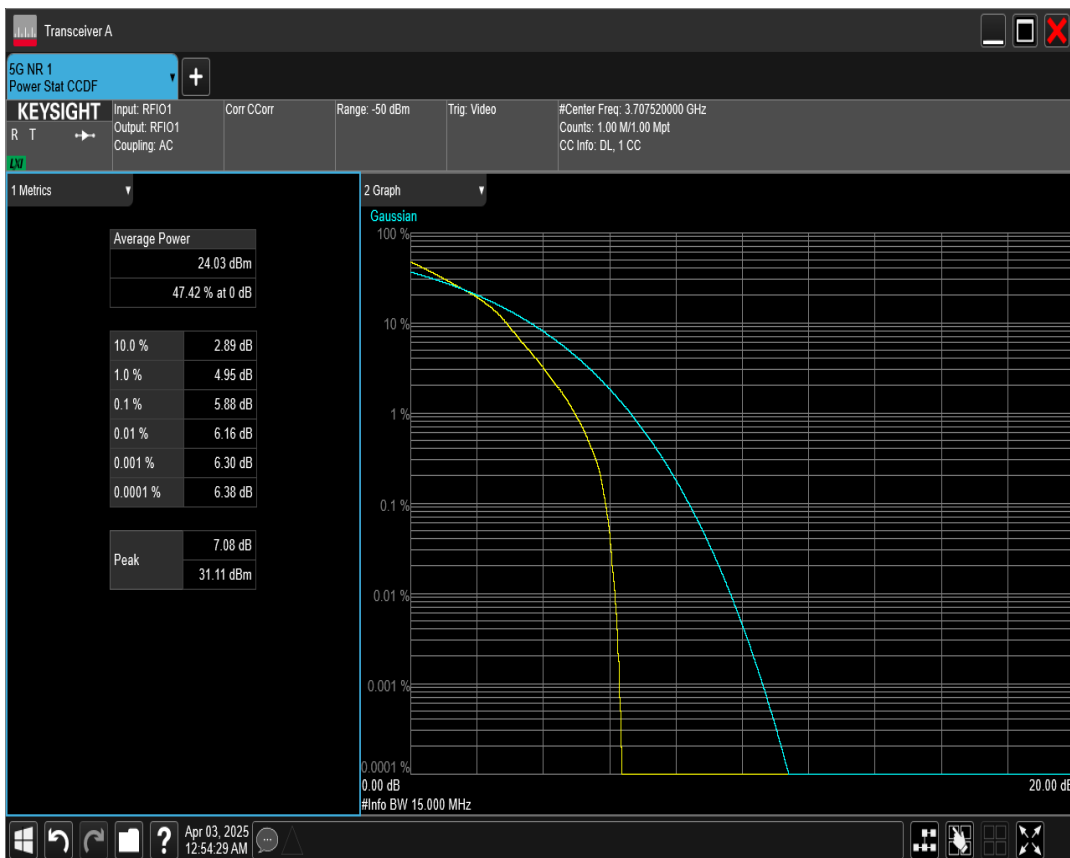 Transceiver A
5G NR 1
Power Stat CCDF
+
KEYSIGHT
R T
LXI
Input: RFIO1
Output: RFIO1
Coupling: AC
Corr CCorr
Range: -50 dBm
Trig: Video
#Center Freq: 3.707520000 GHz
Counts: 1.00 M/1.00 Mpt
CC Info: DL, 1 CC
1 Metrics
Average Power
24.03 dBm
47.42 % at 0 dB
10.0 % 2.89 dB
1.0 % 4.95 dB
0.1 % 5.88 dB
0.01 % 6.16 dB
0.001 % 6.30 dB
0.0001 % 6.38 dB
Peak 7.08 dB
31.11 dBm
2 Graph
Gaussian
100 %
10 %
1 %
0.1 %
0.01 %
0.001 %
0.0001 %
0.00 dB 20.00 dB
#Info BW 15.000 MHz
?
Apr 03, 2025
12:54:29 AM